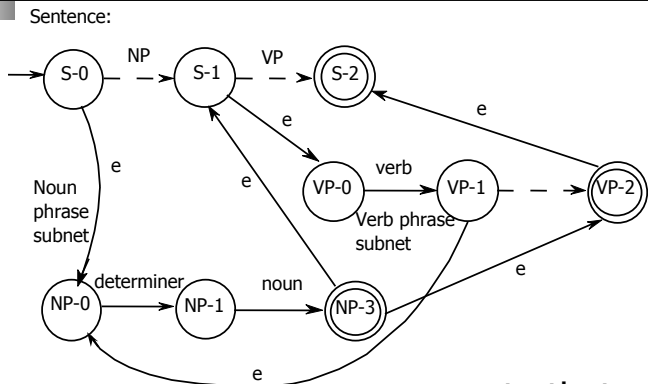 Sentence:
NP
VP
S-0
S-1
S-2
e
e
e
e
verb
VP-0
VP-1
VP-2
Noun
phrase
subnet
Verb phrase
subnet
determiner
noun
NP-0
NP-1
NP-3
e
e